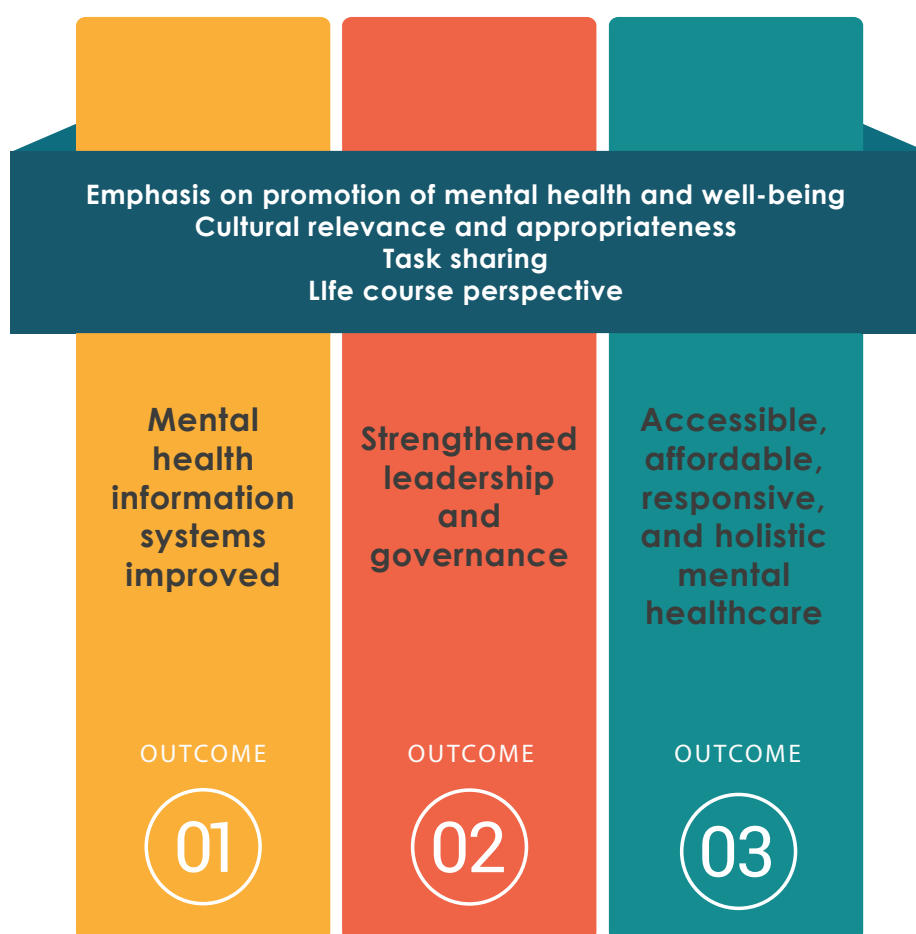 Emphasis on promotion of mental health and well-being
Cultural relevance and appropriateness
Task sharing
LIfe course perspective
Mental
health
information
systems
improved
OUTCOME
01
Strengthened
leadership
and
governance
OUTCOME
02
Accessible,
affordable,
responsive,
and holistic
mental
healthcare
OUTCOME
03